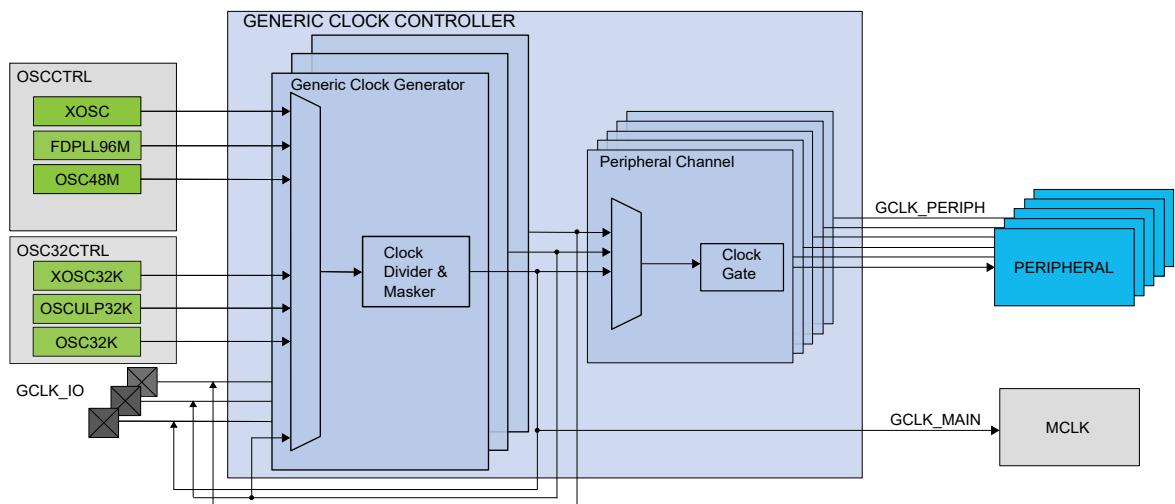 GENERIC CLOCK CONTROLLER
OSCCTRL
XOSC
FDPLL96M
OSC48M
OSC32CTRL
XOSC32K
OSCULP32K
OSC32K
GCLK_IO
Generic Clock Generator
Clock
Divider &
Masker
Peripheral Channel
Clock
Gate
GCLK_PERIPH
PERIPHERAL
GCLK_MAIN
MCLK